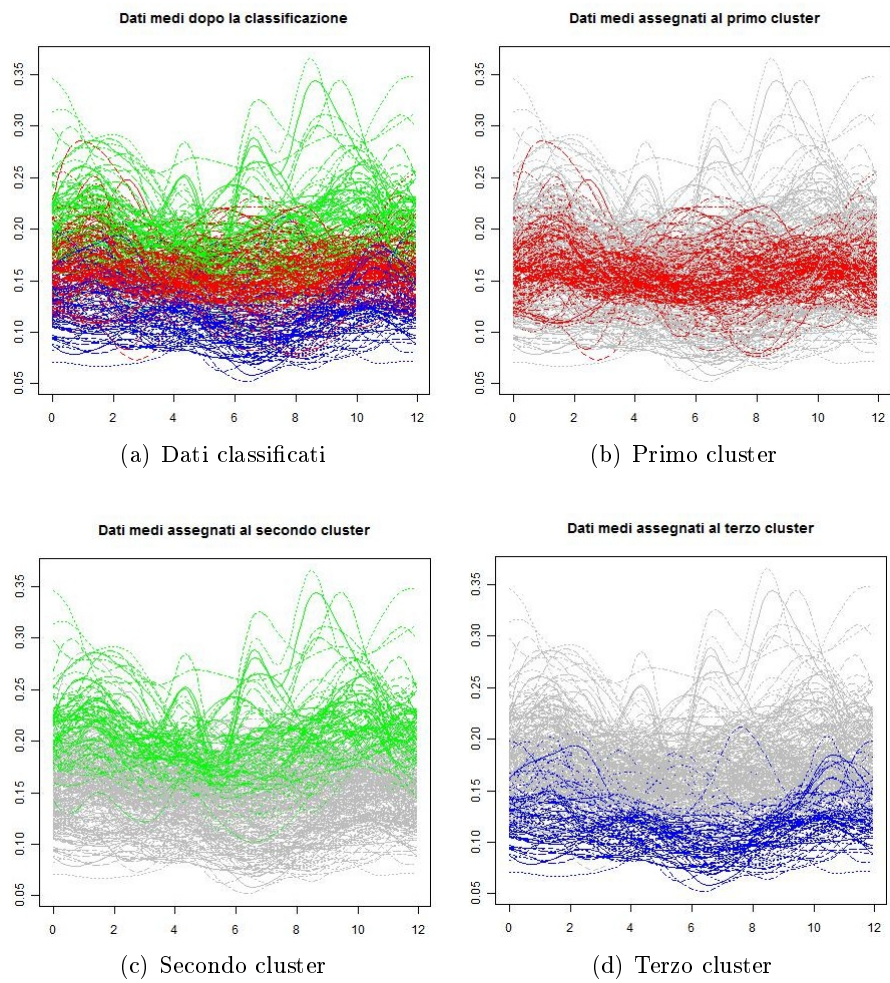 Dati medi dopo la classificazione
Dati medi assegnati al primo cluster
0.35
0.30
0.25
0.20
0.15
0.10
0.05
0 2 4 6 8 10 12
0.35
0.30
0.25
0.20
0.15
0.10
0.05
0 2 4 6 8 10 12
(a) Dati classificati
(b) Primo cluster
Dati medi assegnati al secondo cluster
Dati medi assegnati al terzo cluster
0.35
0.30
0.25
0.20
0.15
0.10
0.05
0 2 4 6 8 10 12
0.35
0.30
0.25
0.20
0.15
0.10
0.05
0 2 4 6 8 10 12
(c) Secondo cluster
(d) Terzo cluster